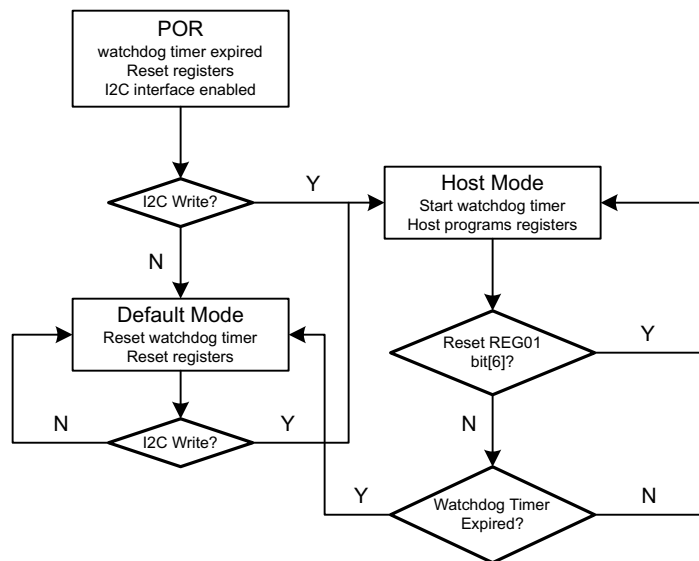 POR
watchdog timer expired
Reset registers
I2C interface enabled
I2C Write?
Y
N
Host Mode
Start watchdog timer
Host programs registers
Default Mode
Reset watchdog timer
Reset registers
Reset REG01
bit[6]?
Y
N
I2C Write?
N
Y
Watchdog Timer
Expired?
Y
N